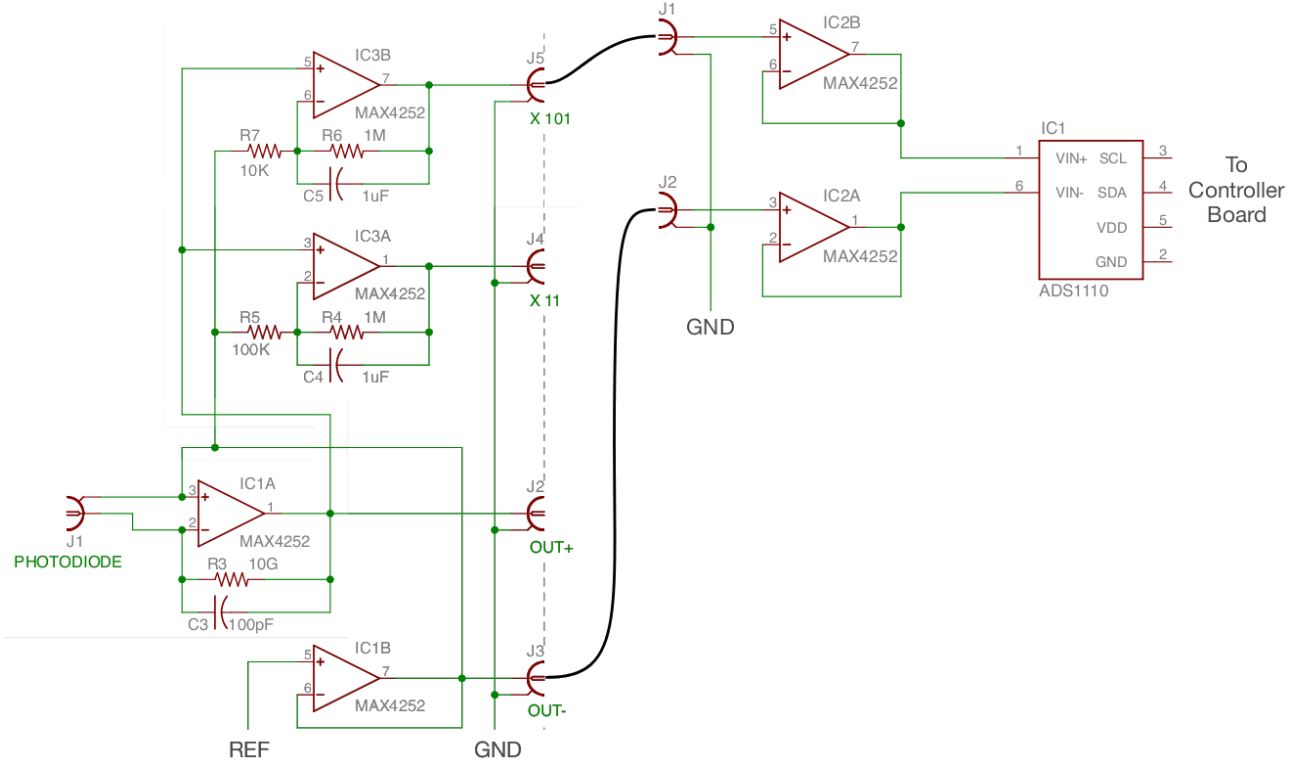 J1
IC2B
5
+
7
6
−
MAX4252
IC3B
5
+
7
6
−
MAX4252
J5
X 101
R7
10K
R6 1M
C5
1uF
J2
IC2A
3
+
1
2
−
MAX4252
GND
IC1
1
VIN+
SCL
3
6
VIN-
SDA
4
VDD
5
GND
2
ADS1110
To
Controller
Board
IC3A
3
+
1
2
−
MAX4252
J4
X 11
R5
100K
R4 1M
C4
1uF
IC1A
3
+
1
2
−
MAX4252
J1
PHOTODIODE
R3 10G
C3
100pF
J2
OUT+
IC1B
5
+
7
6
−
MAX4252
J3
OUT-
REF
GND